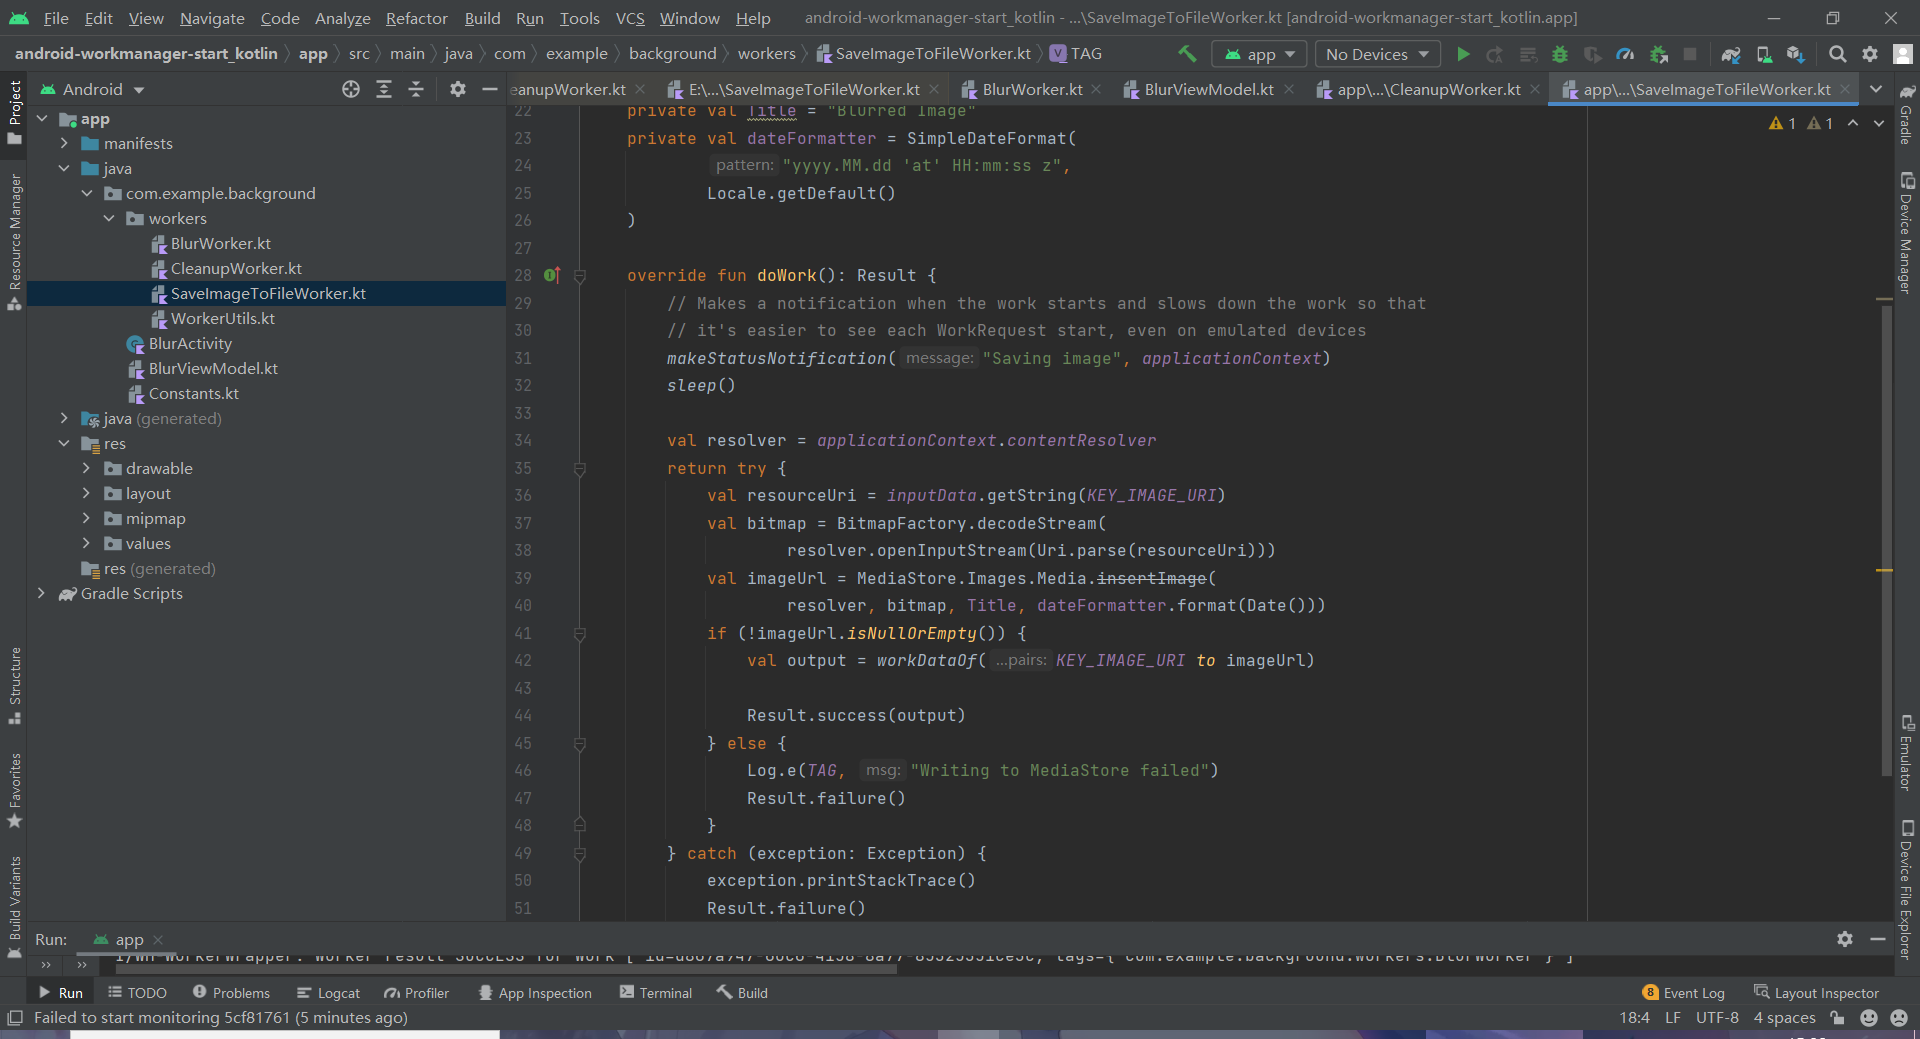 File Edit View Navigate Code Analyze Refactor Build Run Tools VCS Window Help android-workmanager-start_kotlin - ...\SaveImageToFileWorker.kt [android-workmanager-start_kotlin.app]
android-workmanager-start_kotlin app src main java com example background workers SaveImageToFileWorker.kt TAG app No Devices
Android
eanupWorker.kt E:\...\SaveImageToFileWorker.kt BlurWorker.kt BlurViewModel.kt app\...\CleanupWorker.kt app\...\SaveImageToFileWorker.kt
Project
Resource Manager
Structure
Favorites
Build Variants
app
manifests
java
com.example.background
workers
BlurWorker.kt
CleanupWorker.kt
SaveImageToFileWorker.kt
WorkerUtils.kt
BlurActivity
BlurViewModel.kt
Constants.kt
java (generated)
res
drawable
layout
mipmap
values
res (generated)
Gradle Scripts
1 1
22 private val Title = "Blurred Image"
23 private val dateFormatter = SimpleDateFormat(
24 pattern: "yyyy.MM.dd 'at' HH:mm:ss z",
25 Locale.getDefault()
26 )
27
28 override fun doWork(): Result {
29 // Makes a notification when the work starts and slows down the work so that
30 // it's easier to see each WorkRequest start, even on emulated devices
31 makeStatusNotification( message: "Saving image", applicationContext)
32 sleep()
33
34 val resolver = applicationContext.contentResolver
35 return try {
36 val resourceUri = inputData.getString(KEY_IMAGE_URI)
37 val bitmap = BitmapFactory.decodeStream(
38 resolver.openInputStream(Uri.parse(resourceUri)))
39 val imageUrl = MediaStore.Images.Media.insertImage(
40 resolver, bitmap, Title, dateFormatter.format(Date()))
41 if (!imageUrl.isNullOrEmpty()) {
42 val output = workDataOf( ...pairs: KEY_IMAGE_URI to imageUrl)
43
44 Result.success(output)
45 } else {
46 Log.e(TAG, msg: "Writing to MediaStore failed")
47 Result.failure()
48 }
49 } catch (exception: Exception) {
50 exception.printStackTrace()
51 Result.failure()
Gradle
Device Manager
Emulator
Device File Explorer
Run: app
Run TODO Problems Logcat Profiler App Inspection Terminal Build 8 Event Log Layout Inspector
Failed to start monitoring 5cf81761 (5 minutes ago) 18:4 LF UTF-8 4 spaces